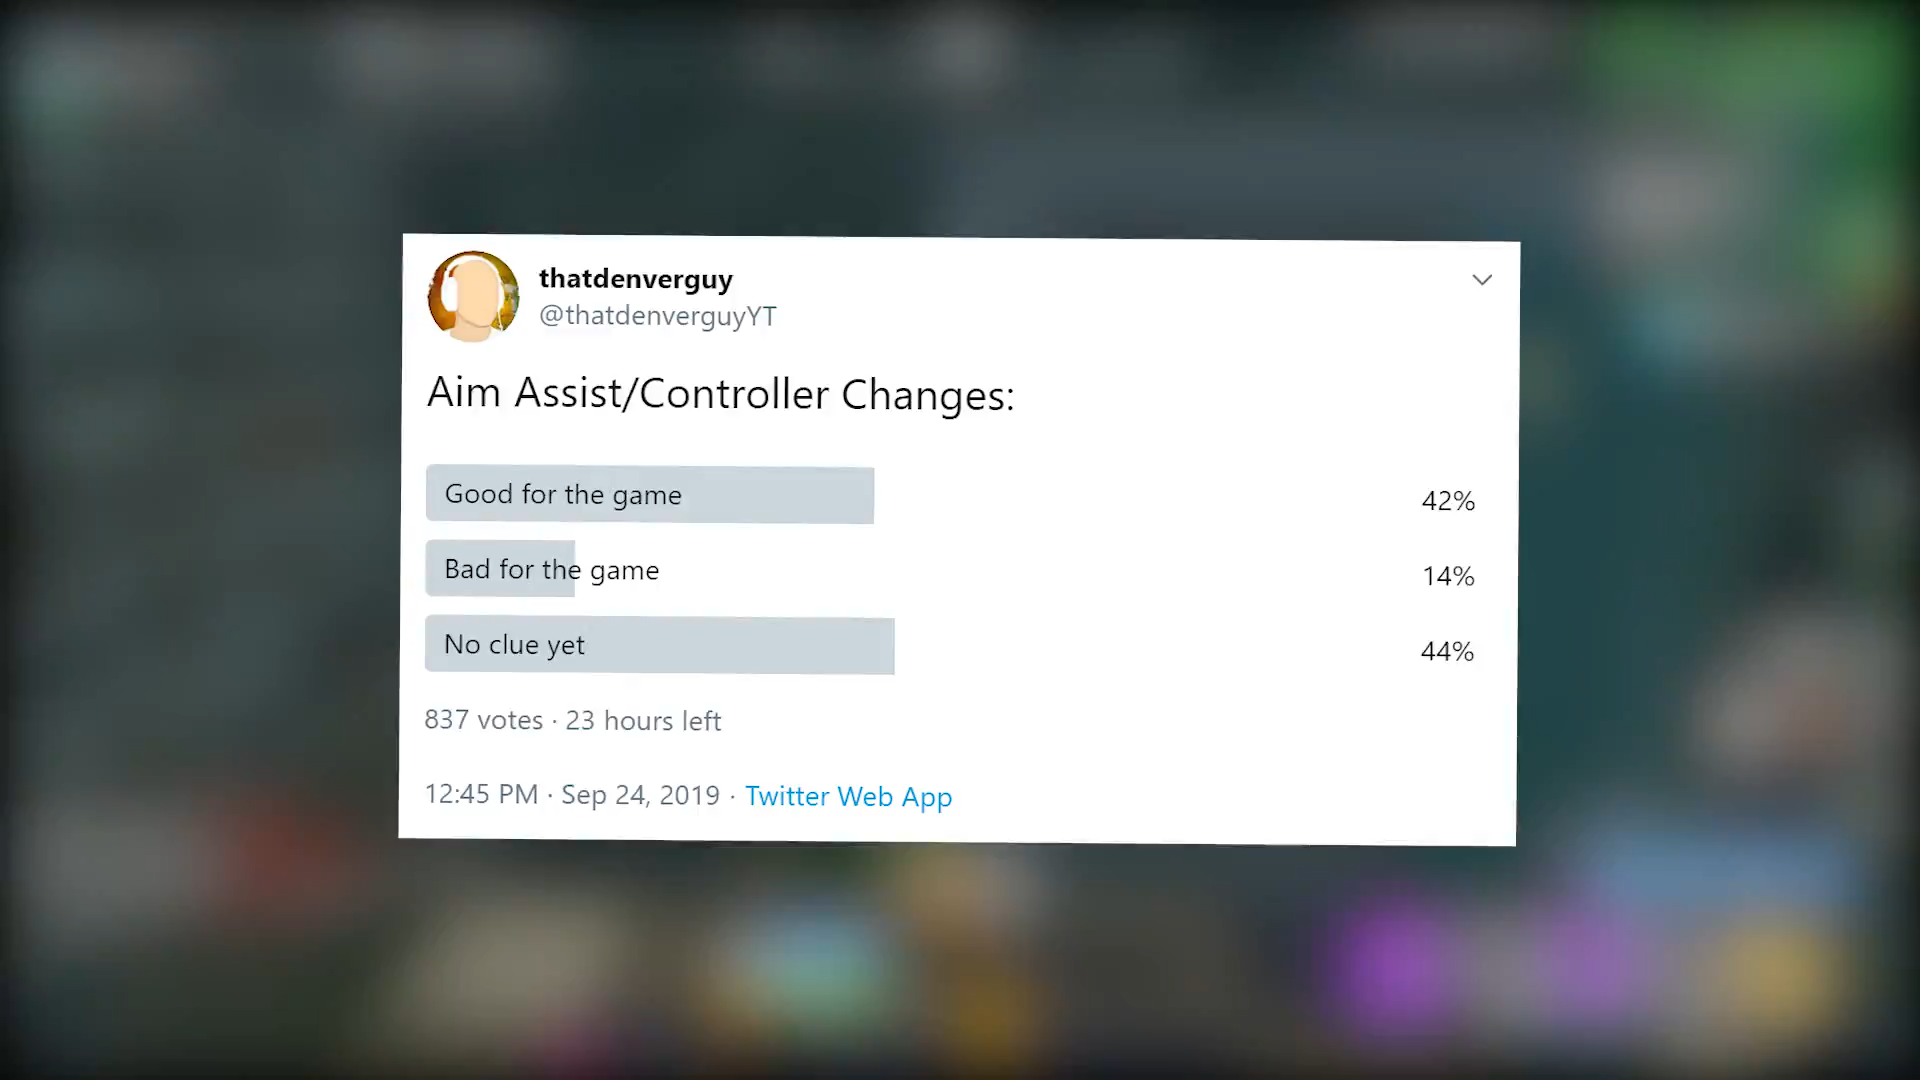 thatdenverguy
@thatdenverguyYT
Aim Assist/Controller Changes:
Good for the game 42%
Bad for the game 14%
No clue yet 44%
837 votes · 23 hours left
12:45 PM · Sep 24, 2019 · Twitter Web App